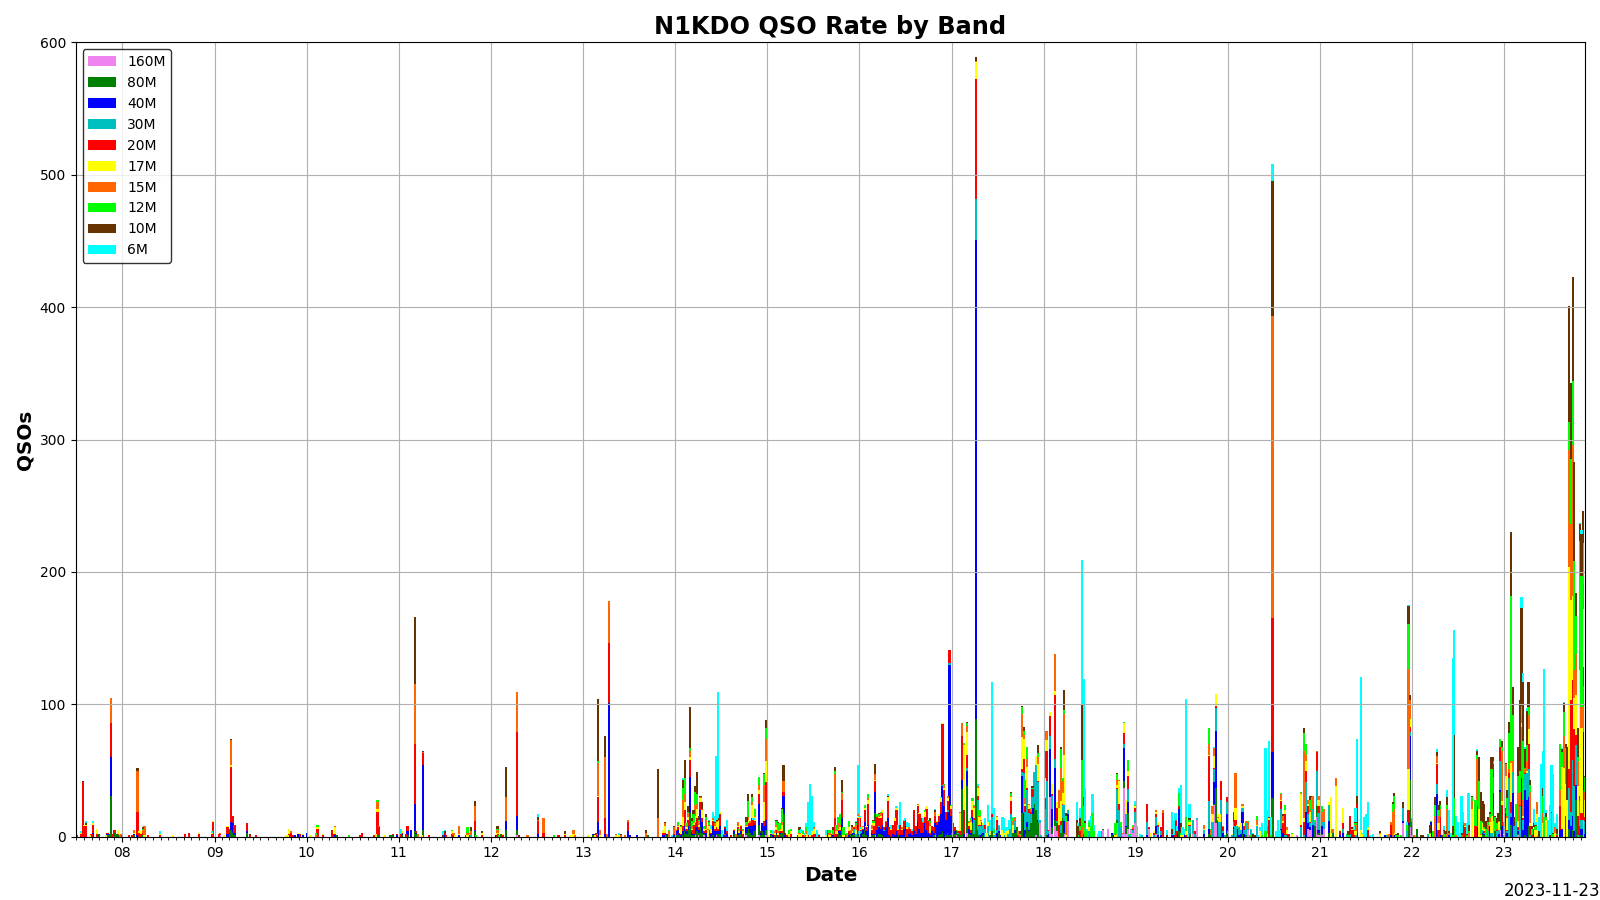 N1KDO QSO Rate by Band
600
500
400
300
200
100
0
QSOs
160M
80M
40M
30M
20M
17M
15M
12M
10M
6M
08 09 10 11 12 13 14 15 16 17 18 19 20 21 22 23
Date
2023-11-23